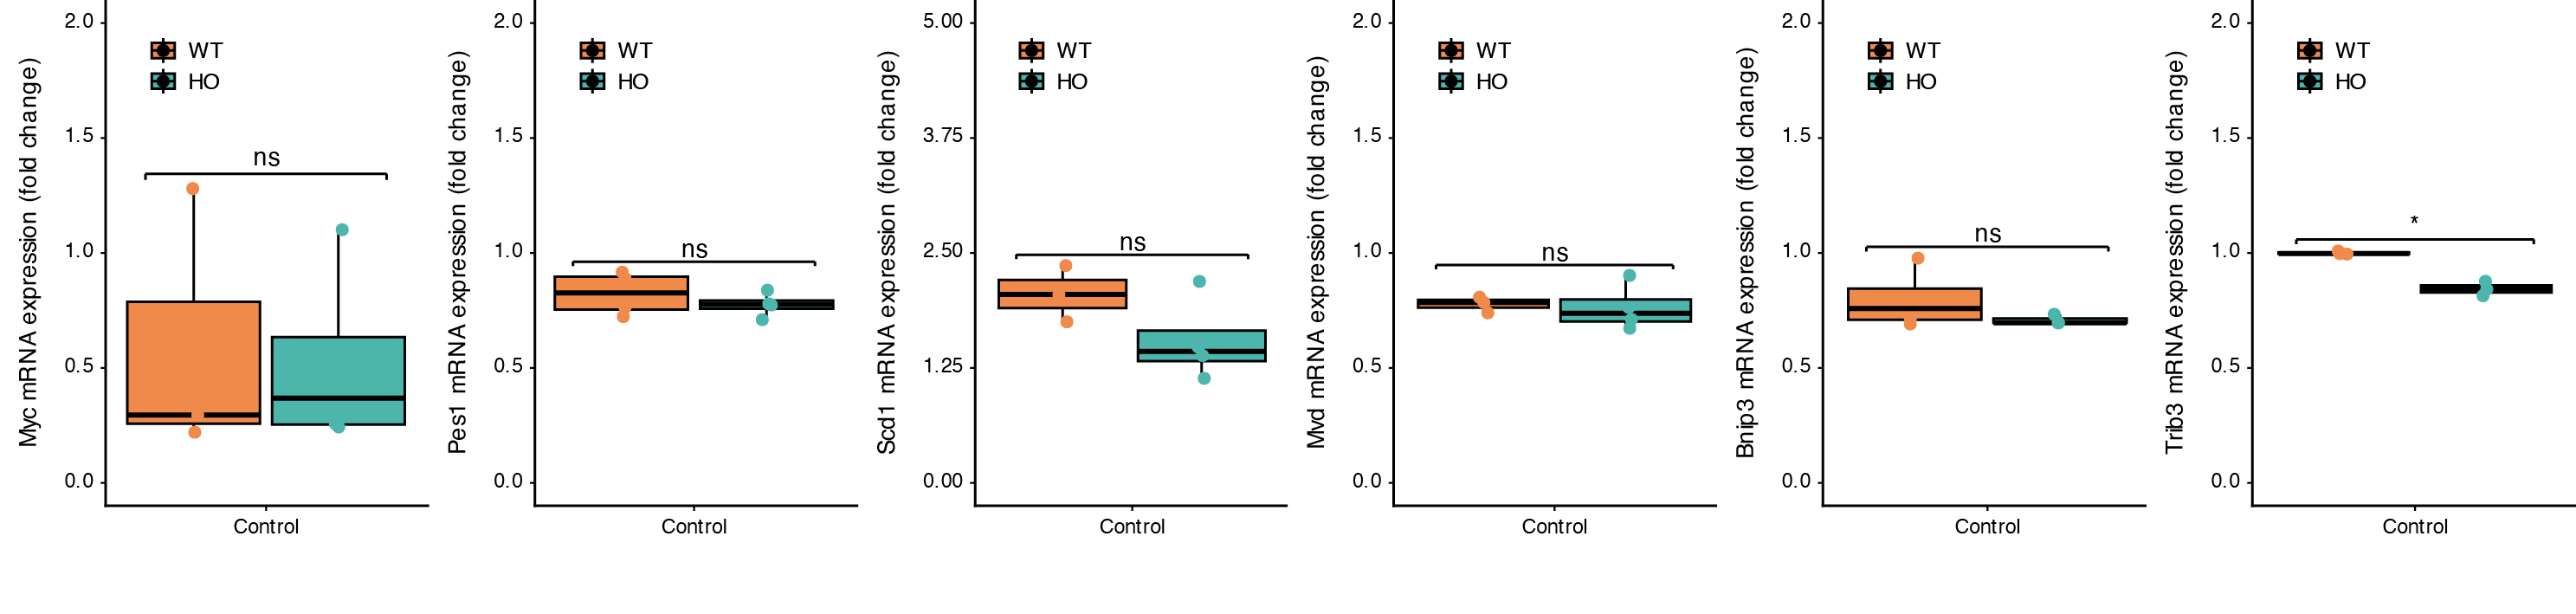 Myc mRNA expression (fold change)
2.0
1.5
1.0
0.5
0.0
WT
HO
ns
Control
Pes1 mRNA expression (fold change)
2.0
1.5
1.0
0.5
0.0
WT
HO
ns
Control
Scd1 mRNA expression (fold change)
5.00
3.75
2.50
1.25
0.00
WT
HO
ns
Control
Mvd mRNA expression (fold change)
2.0
1.5
1.0
0.5
0.0
WT
HO
ns
Control
Bnip3 mRNA expression (fold change)
2.0
1.5
1.0
0.5
0.0
WT
HO
ns
Control
Trib3 mRNA expression (fold change)
2.0
1.5
1.0
0.5
0.0
WT
HO
*
Control